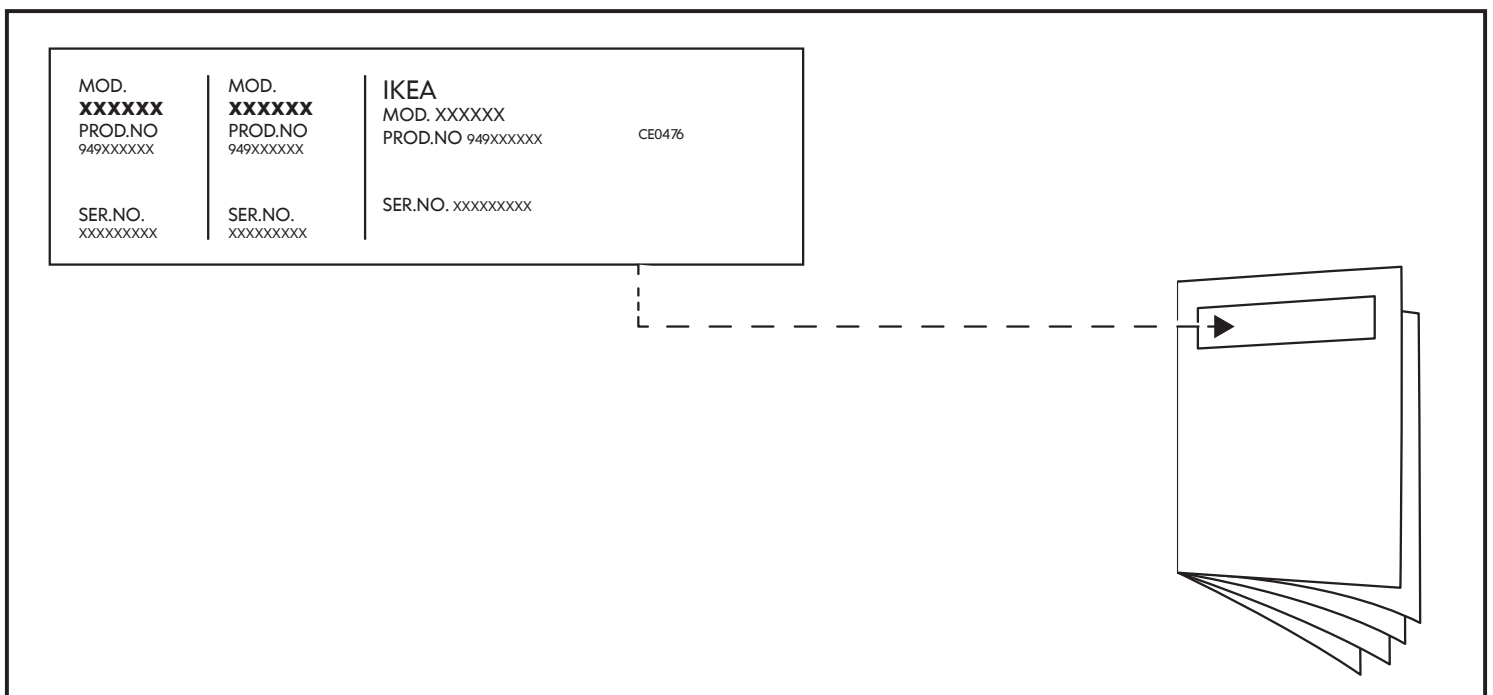 MOD.
XXXXXX
PROD.NO
949XXXXXX
SER.NO.
XXXXXXXXX
MOD.
XXXXXX
PROD.NO
949XXXXXX
SER.NO.
XXXXXXXXX
IKEA
MOD. XXXXXX
PROD.NO 949XXXXXX
SER.NO. XXXXXXXXX
CE0476